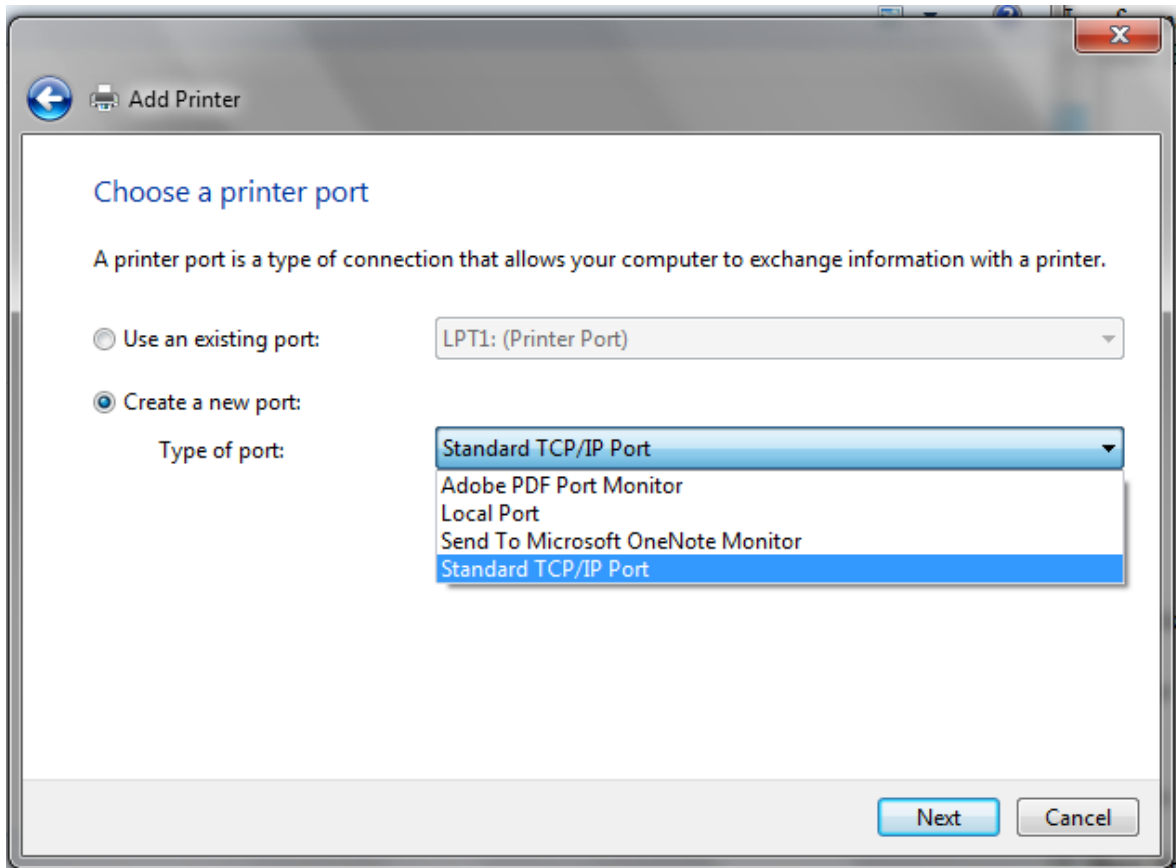 Add Printer
Choose a printer port
A printer port is a type of connection that allows your computer to exchange information with a printer.
Use an existing port: LPT1: (Printer Port)
Create a new port:
Type of port: Standard TCP/IP Port
Adobe PDF Port Monitor
Local Port
Send To Microsoft OneNote Monitor
Standard TCP/IP Port
Next Cancel